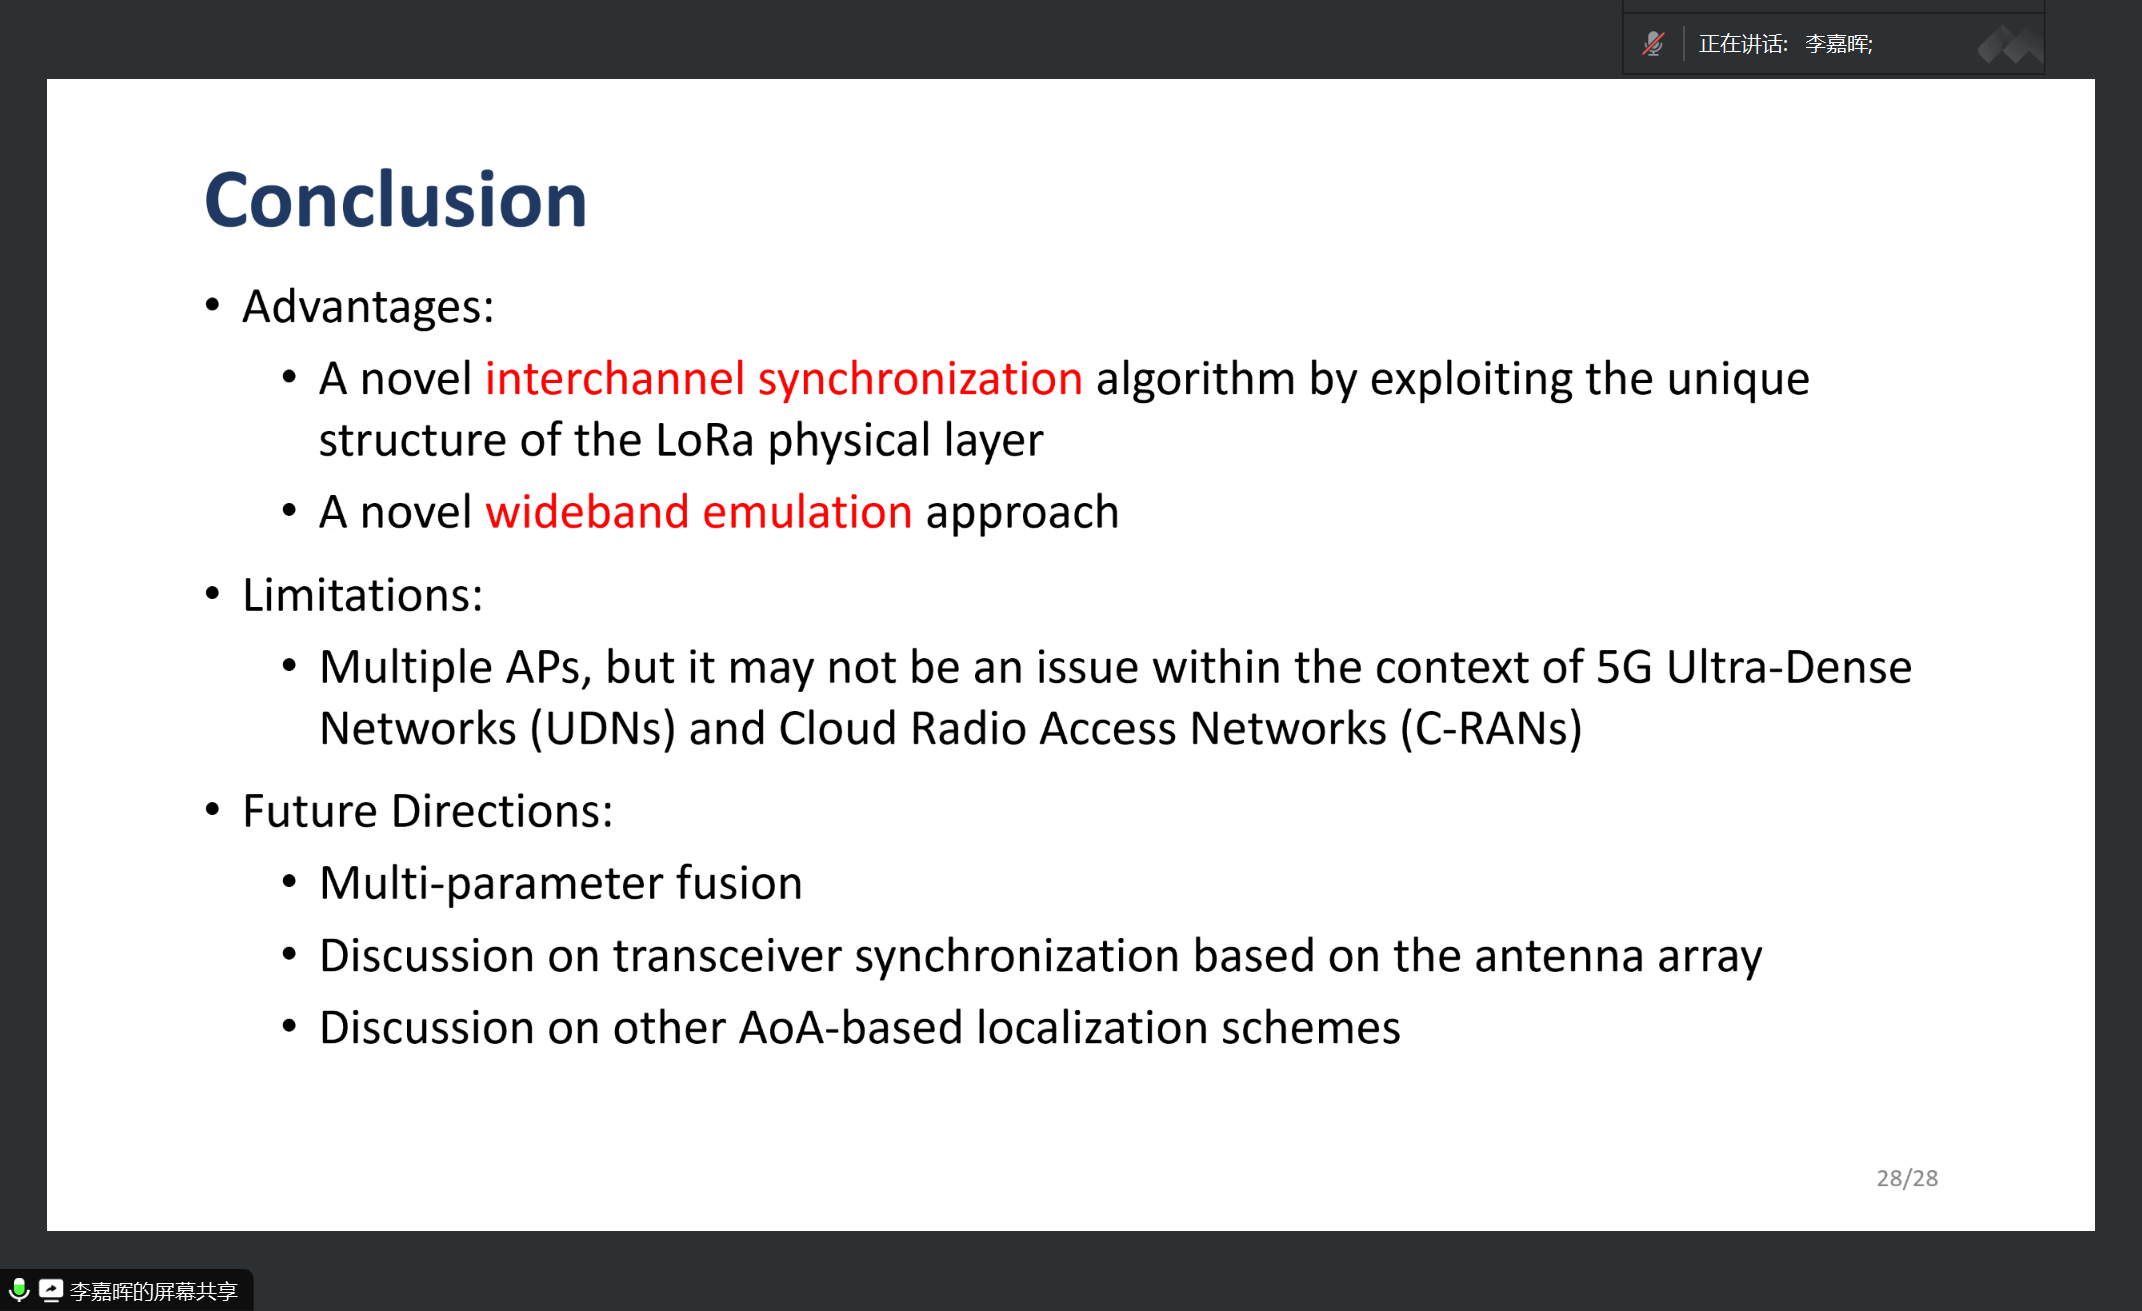 正在讲话: 李嘉晖;
Conclusion
• Advantages:
• A novel interchannel synchronization algorithm by exploiting the unique
structure of the LoRa physical layer
• A novel wideband emulation approach
• Limitations:
• Multiple APs, but it may not be an issue within the context of 5G Ultra-Dense
Networks (UDNs) and Cloud Radio Access Networks (C-RANs)
• Future Directions:
• Multi-parameter fusion
• Discussion on transceiver synchronization based on the antenna array
• Discussion on other AoA-based localization schemes
28/28
李嘉晖的屏幕共享